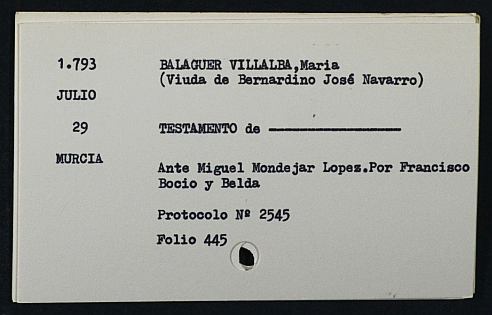 1.793 BALAGUER VILLALBA,Maria
(Viuda de Bernardino José Navarro)
JULIO
29 TESTAMENTO de ————————
MURCIA
Ante Miguel Mondejar Lopez.Por Francisco
Bocio y Belda
Protocolo Nº 2545
Folio 445